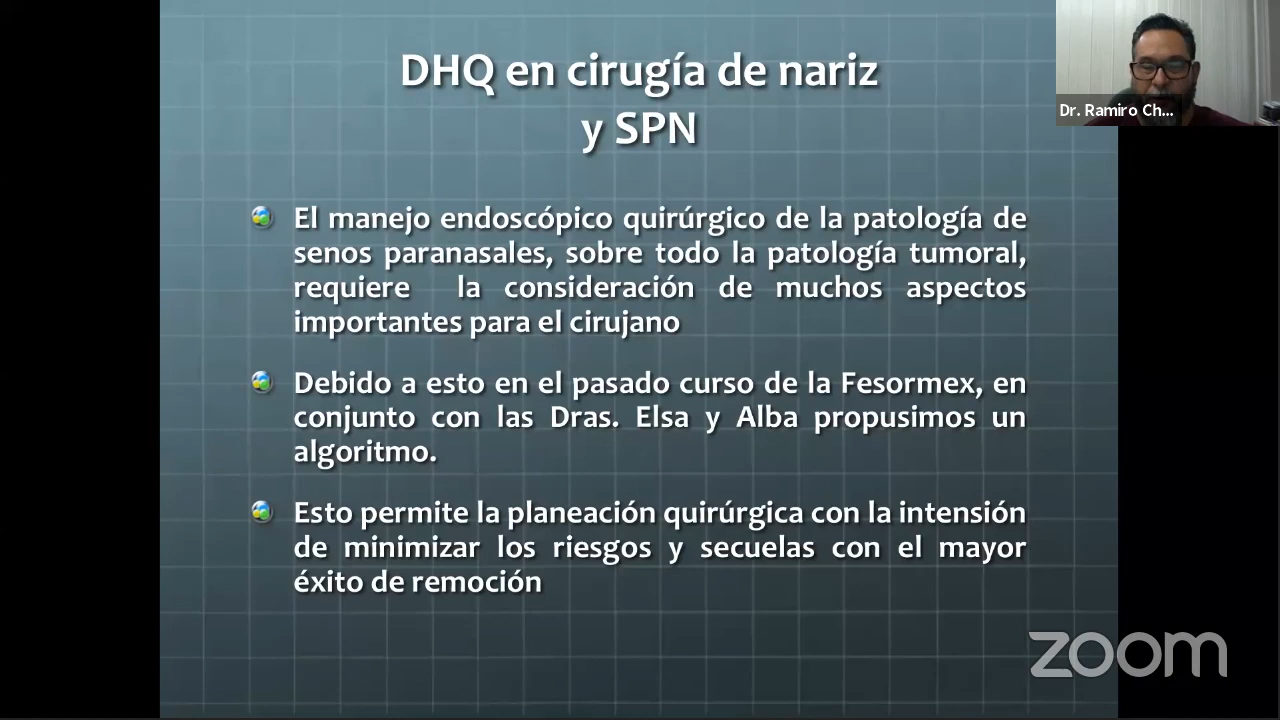 DHQ en cirugía de nariz
y SPN
Dr. Ramiro Ch...
El manejo endoscópico quirúrgico de la patología de
senos paranasales, sobre todo la patología tumoral,
requiere la consideración de muchos aspectos
importantes para el cirujano
Debido a esto en el pasado curso de la Fesormex, en
conjunto con las Dras. Elsa y Alba propusimos un
algoritmo.
Esto permite la planeación quirúrgica con la intensión
de minimizar los riesgos y secuelas con el mayor
éxito de remoción
zoom